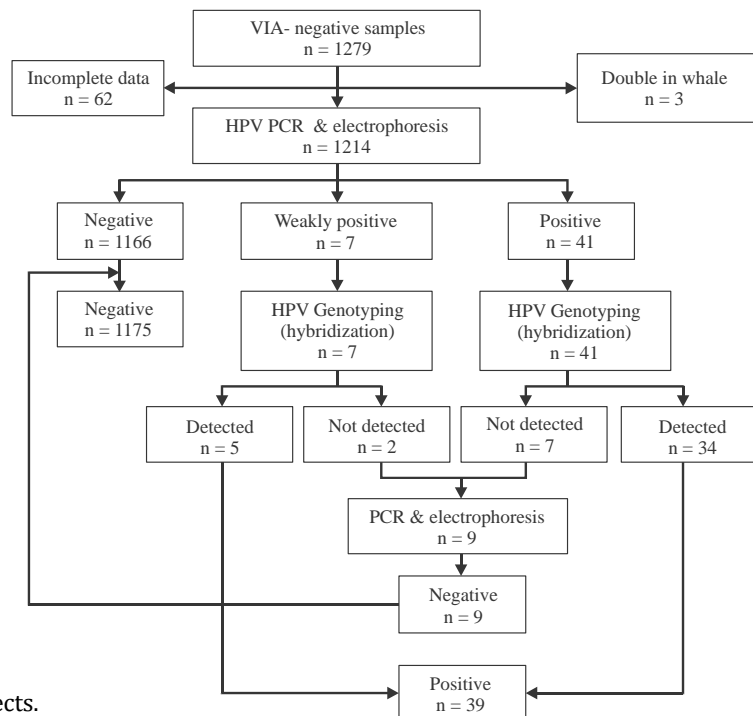 VIA- negative samples
n = 1279
Incomplete data
n = 62
Double in whale
n = 3
HPV PCR & electrophoresis
n = 1214
Negative
n = 1166
Weakly positive
n = 7
Positive
n = 41
Negative
n = 1175
HPV Genotyping
(hybridization)
n = 7
HPV Genotyping
(hybridization)
n = 41
Detected
n = 5
Not detected
n = 2
Not detected
n = 7
Detected
n = 34
PCR & electrophoresis
n = 9
Negative
n = 9
Positive
n = 39
ects.